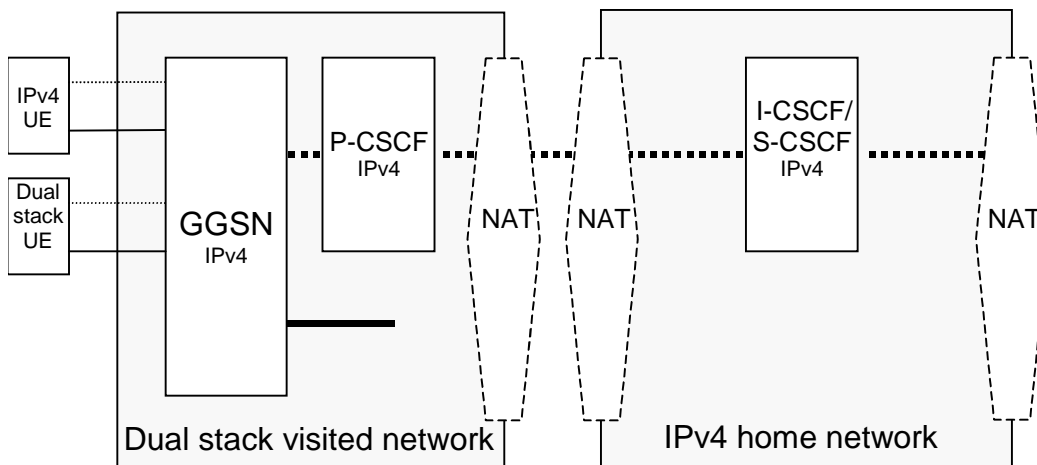 IPv4
UE
Dual
stack
UE
GGSN
IPv4
P-CSCF
IPv4
NAT
NAT
I-CSCF/
S-CSCF
IPv4
NAT
Dual stack visited network
IPv4 home network